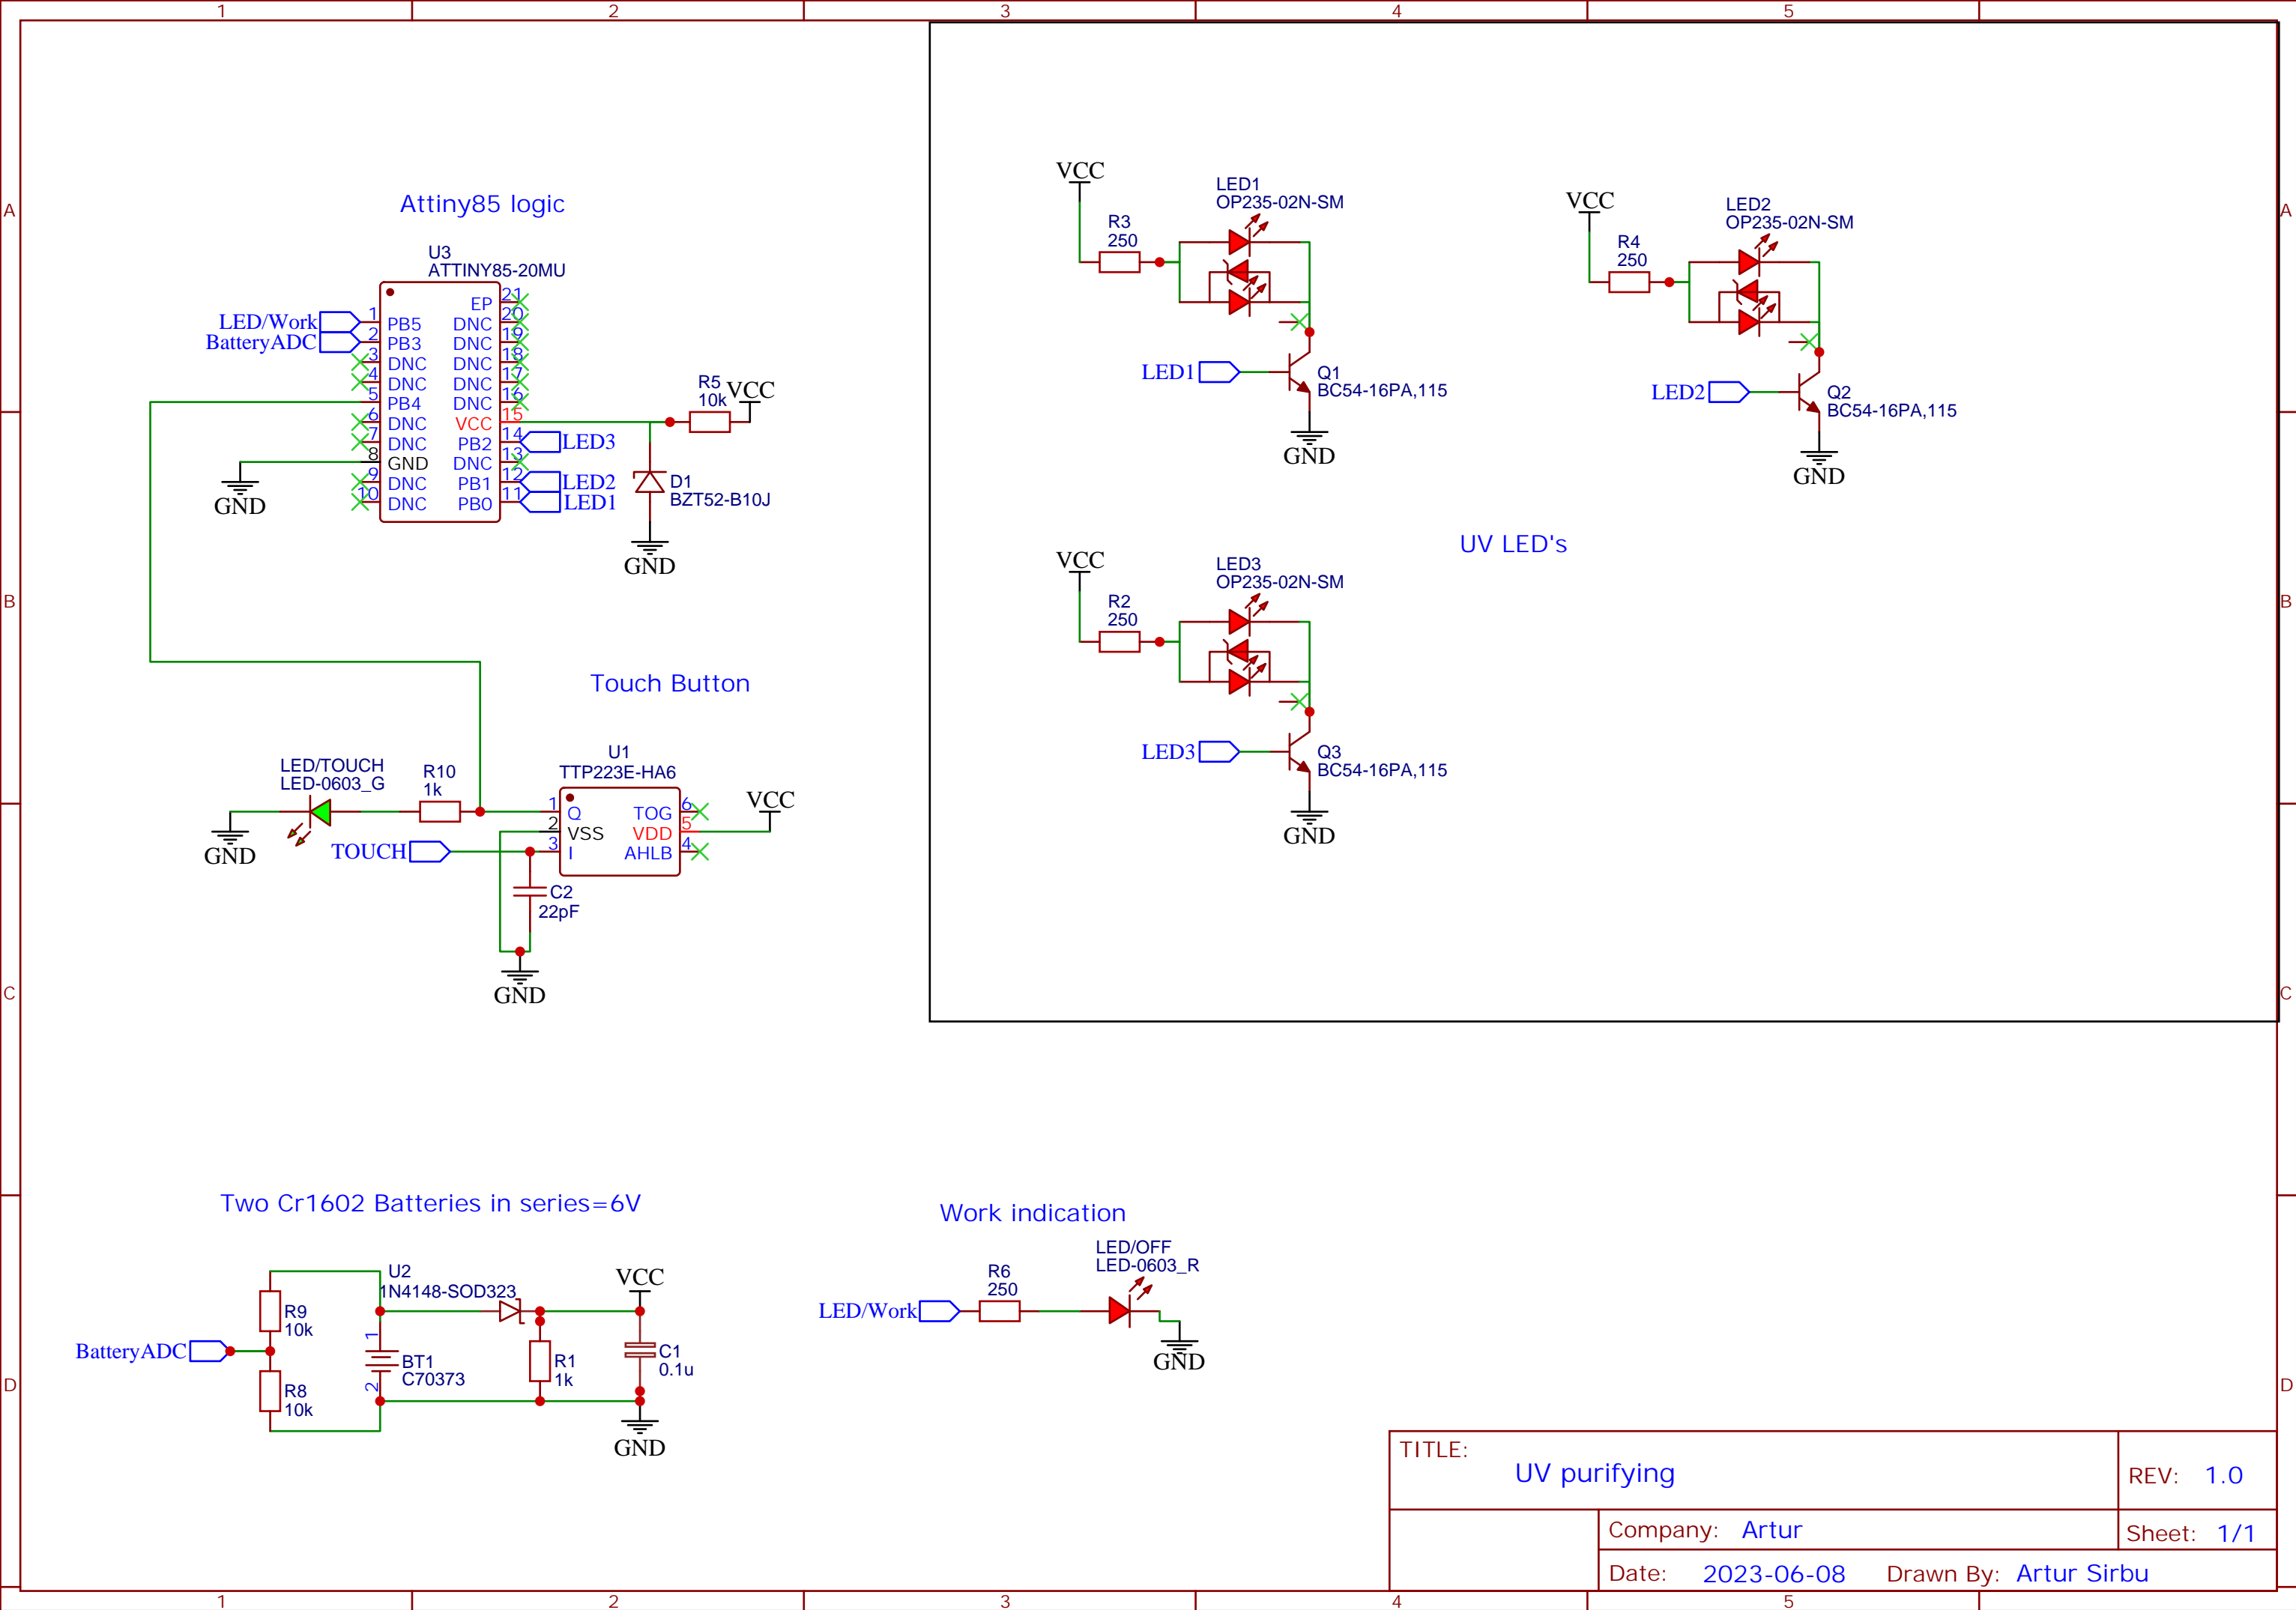 1 2 3 4 5
A A
B B
C C
D D
Attiny85 logic
U3
ATTINY85-20MU
LED/Work
BatteryADC
1 PB5
2 PB3
3 DNC
4 DNC
5 PB4
6 DNC
7 DNC
8 GND
9 DNC
10 DNC
EP 21
DNC 20
DNC 19
DNC 18
DNC 17
DNC 16
VCC 15
PB2 14
DNC 13
PB1 12
PB0 11
LED3
LED2
LED1
GND
R5
10k
VCC
D1
BZT52-B10J
GND
VCC
R3
250
LED1
OP235-02N-SM
LED1
Q1
BC54-16PA,115
GND
VCC
R4
250
LED2
OP235-02N-SM
LED2
Q2
BC54-16PA,115
GND
UV LED's
VCC
R2
250
LED3
OP235-02N-SM
LED3
Q3
BC54-16PA,115
GND
Touch Button
LED/TOUCH
LED-0603_G
R10
1k
GND
U1
TTP223E-HA6
1 Q
2 VSS
3 I
TOG 6
VDD 5
AHLB 4
VCC
TOUCH
C2
22pF
GND
Two Cr1602 Batteries in series=6V
U2
1N4148-SOD323
VCC
R9
10k
BatteryADC
R8
10k
1
2
BT1
C70373
R1
1k
C1
0.1u
GND
Work indication
LED/Work
R6
250
LED/OFF
LED-0603_R
GND
TITLE:
UV purifying
REV: 1.0
Company: Artur
Sheet: 1/1
Date: 2023-06-08 Drawn By: Artur Sirbu
1 2 3 4 5